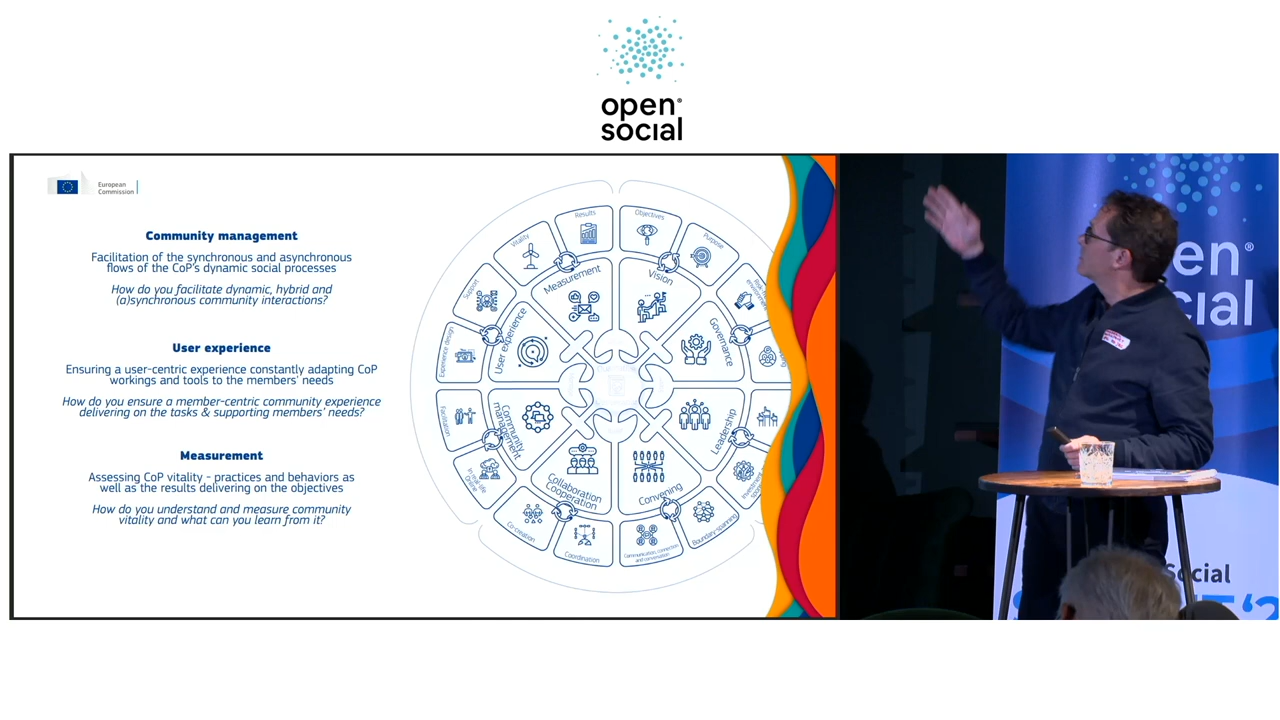 open®
social
European
Commission
Community management
Facilitation of the synchronous and asynchronous
flows of the CoP's dynamic social processes
How do you facilitate dynamic, hybrid and
(a)synchronous community interactions?
User experience
Ensuring a user-centric experience constantly adapting CoP
workings and tools to the members' needs
How do you ensure a member-centric community experience
delivering on the tasks & supporting members' needs?
Measurement
Assessing CoP vitality - practices and behaviors as
well as the results delivering on the objectives
How do you understand and measure community
vitality and what can you learn from it?
Results
Objectives
Vitality
Purpose
Support
Measurement
Vision
User experience
Governance
Experience design
Facilitation
Community
management
Leadership
Collaboration
Cooperation
Convening
Co-creation
Coordination
Communication, connection
and conversation
Boundary-spanning
en®
cial
Social